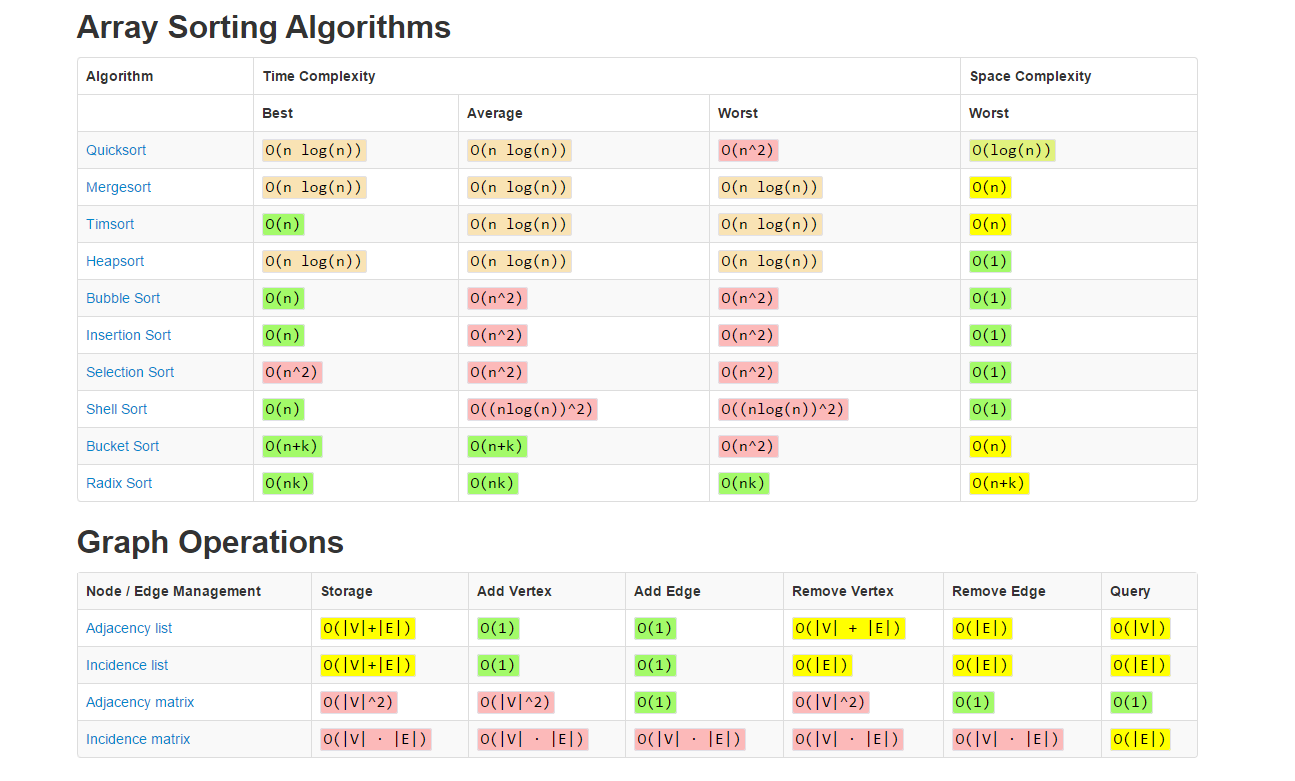 Array Sorting Algorithms
Algorithm Time Complexity Space Complexity
Best Average Worst Worst
Quicksort O(n log(n)) O(n log(n)) O(n^2) O(log(n))
Mergesort O(n log(n)) O(n log(n)) O(n log(n)) O(n)
Timsort O(n) O(n log(n)) O(n log(n)) O(n)
Heapsort O(n log(n)) O(n log(n)) O(n log(n)) O(1)
Bubble Sort O(n) O(n^2) O(n^2) O(1)
Insertion Sort O(n) O(n^2) O(n^2) O(1)
Selection Sort O(n^2) O(n^2) O(n^2) O(1)
Shell Sort O(n) O((nlog(n))^2) O((nlog(n))^2) O(1)
Bucket Sort O(n+k) O(n+k) O(n^2) O(n)
Radix Sort O(nk) O(nk) O(nk) O(n+k)
Graph Operations
Node / Edge Management Storage Add Vertex Add Edge Remove Vertex Remove Edge Query
Adjacency list O(|V|+|E|) O(1) O(1) O(|V| + |E|) O(|E|) O(|V|)
Incidence list O(|V|+|E|) O(1) O(1) O(|E|) O(|E|) O(|E|)
Adjacency matrix O(|V|^2) O(|V|^2) O(1) O(|V|^2) O(1) O(1)
Incidence matrix O(|V| · |E|) O(|V| · |E|) O(|V| · |E|) O(|V| · |E|) O(|V| · |E|) O(|E|)